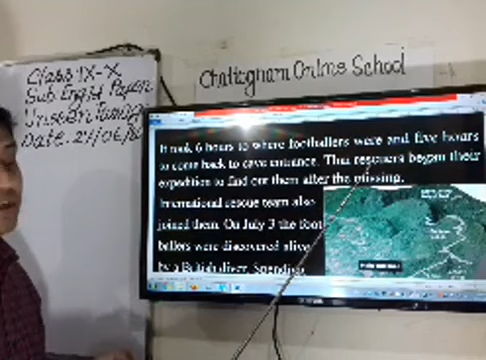 Class IX-X
Sub. Engl 1st Paper
Unseen
Date. 21/06/
Chattogram Online School
It took 6 hours to where footballers were and five hours
to come back to cave entrance. Thai rescuers began their
expedition to find out them after the missing.
International rescue team also
joined them. On July 3 the foot
ballers were discovered alive
by a British diver. Spending